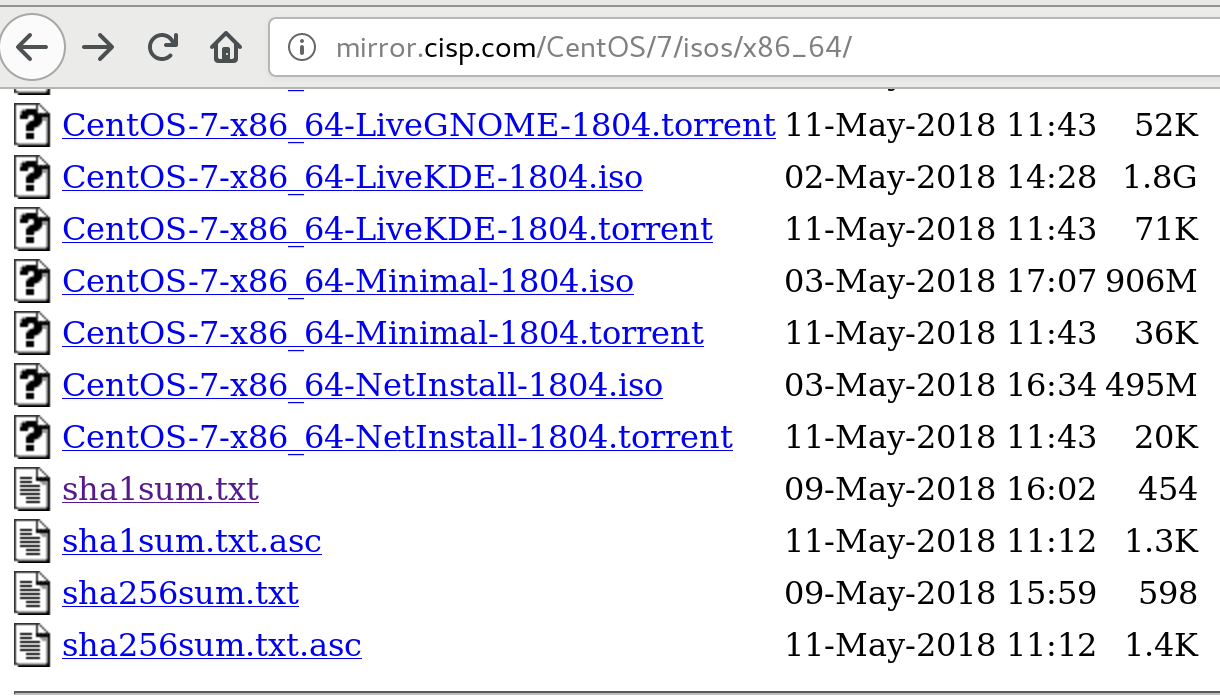 mirror.cisp.com/CentOS/7/isos/x86_64/
CentOS-7-x86_64-LiveGNOME-1804.torrent 11-May-2018 11:43 52K
CentOS-7-x86_64-LiveKDE-1804.iso 02-May-2018 14:28 1.8G
CentOS-7-x86_64-LiveKDE-1804.torrent 11-May-2018 11:43 71K
CentOS-7-x86_64-Minimal-1804.iso 03-May-2018 17:07 906M
CentOS-7-x86_64-Minimal-1804.torrent 11-May-2018 11:43 36K
CentOS-7-x86_64-NetInstall-1804.iso 03-May-2018 16:34 495M
CentOS-7-x86_64-NetInstall-1804.torrent 11-May-2018 11:43 20K
sha1sum.txt 09-May-2018 16:02 454
sha1sum.txt.asc 11-May-2018 11:12 1.3K
sha256sum.txt 09-May-2018 15:59 598
sha256sum.txt.asc 11-May-2018 11:12 1.4K